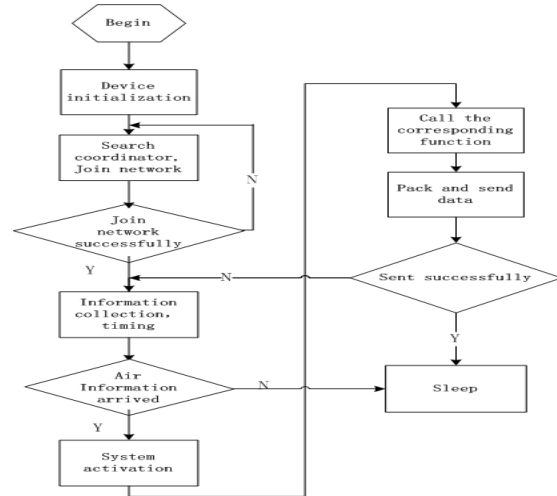 Begin
Device
initialization
Search
coordinator,
Join network
N
Join
network
successfully
Y
Information
collection,
timing
Air
Information
arrived
N
Y
System
activation
Call the
corresponding
function
Pack and send
data
Sent successfully
N
Y
Sleep